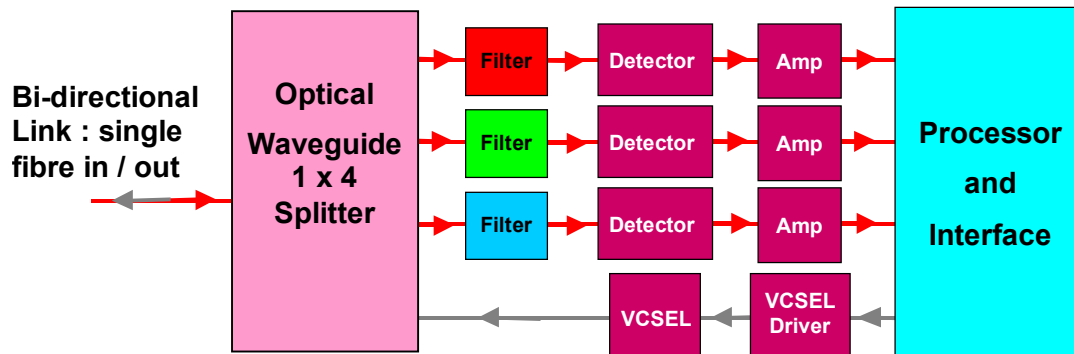 Bi-directional
Link : single
fibre in / out
Optical
Waveguide
1 x 4
Splitter
Filter
Detector
Amp
Filter
Detector
Amp
Filter
Detector
Amp
VCSEL
VCSEL
Driver
Processor
and
Interface